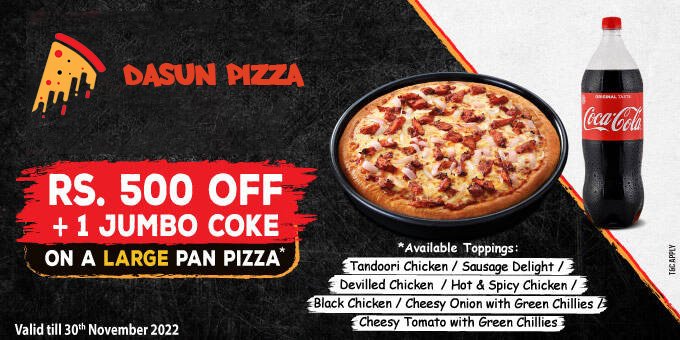 DASUN PIZZA
RS. 500 OFF
+ 1 JUMBO COKE
ON A LARGE PAN PIZZA*
Valid till 30th November 2022
ORIGINAL TASTE
Coca-Cola
*Available Toppings:
Tandoori Chicken / Sausage Delight /
Devilled Chicken / Hot & Spicy Chicken /
Black Chicken / Cheesy Onion with Green Chillies /
Cheesy Tomato with Green Chillies
T&C APPLY